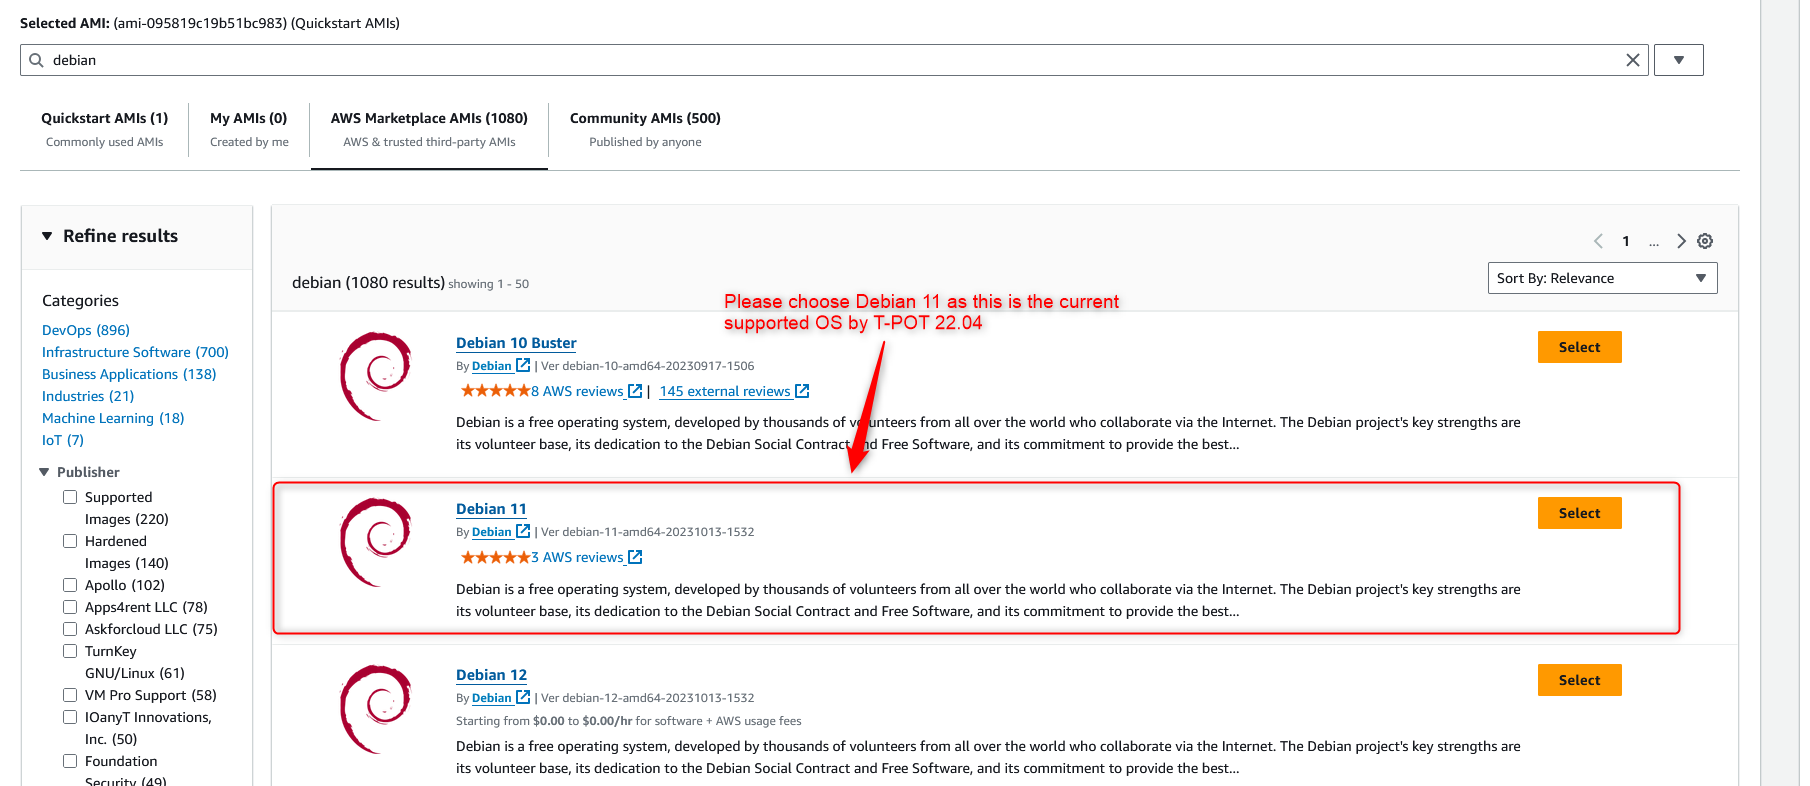 Selected AMI: (ami-095819c19b51bc983) (Quickstart AMIs)
debian
Quickstart AMIs (1)
Commonly used AMIs
My AMIs (0)
Created by me
AWS Marketplace AMIs (1080)
AWS & trusted third-party AMIs
Community AMIs (500)
Published by anyone
Refine results
Categories
DevOps (896)
Infrastructure Software (700)
Business Applications (138)
Industries (21)
Machine Learning (18)
IoT (7)
Publisher
Supported
Images (220)
Hardened
Images (140)
Apollo (102)
Apps4rent LLC (78)
Askforcloud LLC (75)
TurnKey
GNU/Linux (61)
VM Pro Support (58)
IOanyT Innovations,
Inc. (50)
Foundation
Security (49)
1 ...
debian (1080 results) showing 1 - 50
Sort By: Relevance
Please choose Debian 11 as this is the current
supported OS by T-POT 22.04
Debian 10 Buster
By Debian | Ver debian-10-amd64-20230917-1506
8 AWS reviews | 145 external reviews
Debian is a free operating system, developed by thousands of volunteers from all over the world who collaborate via the Internet. The Debian project's key strengths are
its volunteer base, its dedication to the Debian Social Contract and Free Software, and its commitment to provide the best...
Select
Debian 11
By Debian | Ver debian-11-amd64-20231013-1532
3 AWS reviews
Debian is a free operating system, developed by thousands of volunteers from all over the world who collaborate via the Internet. The Debian project's key strengths are
its volunteer base, its dedication to the Debian Social Contract and Free Software, and its commitment to provide the best...
Select
Debian 12
By Debian | Ver debian-12-amd64-20231013-1532
Starting from $0.00 to $0.00/hr for software + AWS usage fees
Debian is a free operating system, developed by thousands of volunteers from all over the world who collaborate via the Internet. The Debian project's key strengths are
its volunteer base, its dedication to the Debian Social Contract and Free Software, and its commitment to provide the best...
Select